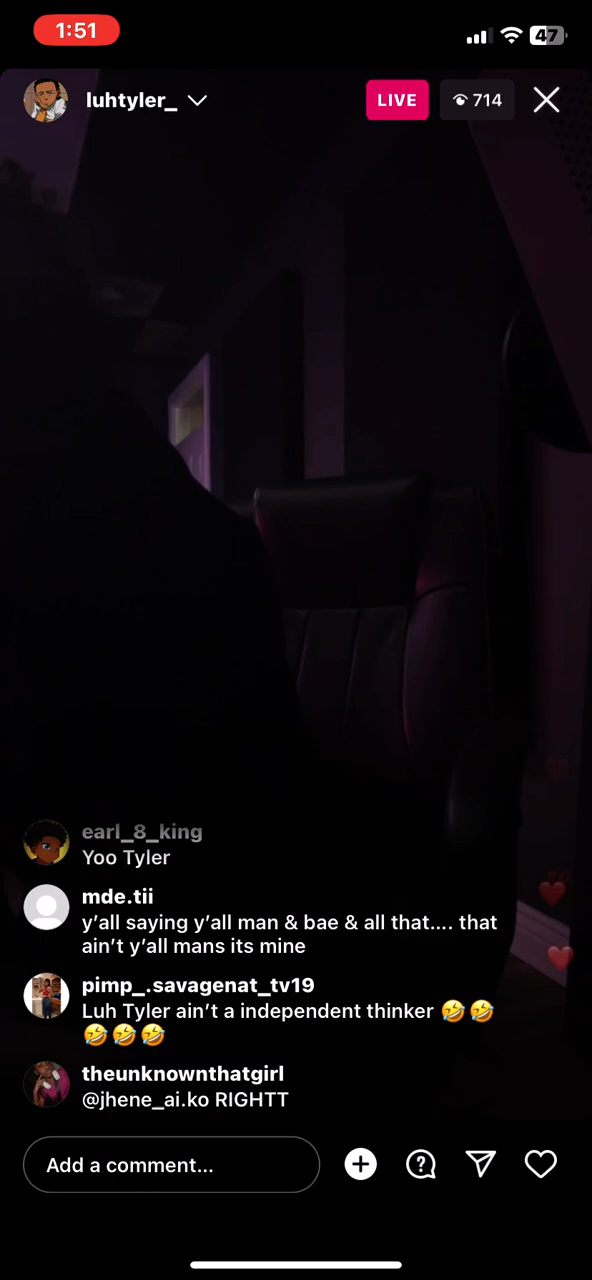 1:51
47
luhtyler_
LIVE
714
earl_8_king
Yoo Tyler
mde.tii
y’all saying y’all man & bae & all that.... that
ain’t y’all mans its mine
pimp_.savagenat_tv19
Luh Tyler ain’t a independent thinker 🤣🤣
🤣🤣🤣
theunknownthatgirl
@jhene_ai.ko RIGHTT
Add a comment...